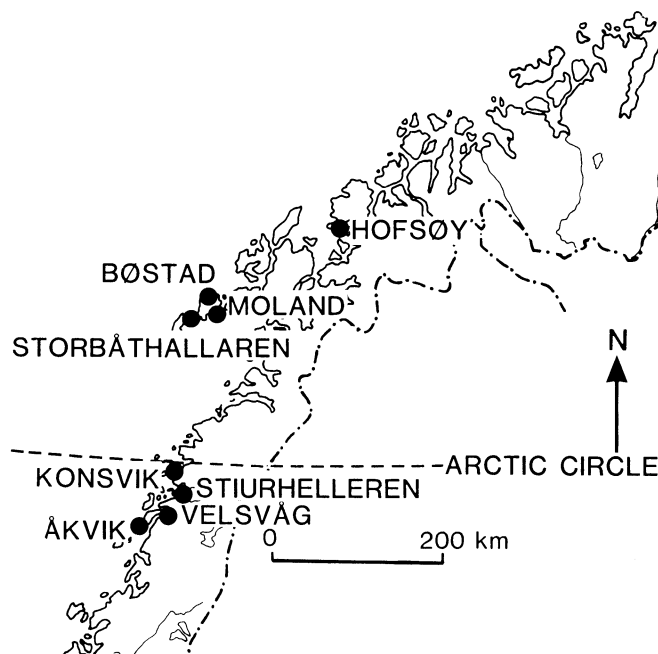 HOFSØY
BØSTAD
MOLAND
STORBÅTHALLAREN
N
ARCTIC CIRCLE
KONSVIK
STIURHELLEREN
VELSVÅG
ÅKVIK
0 200 km